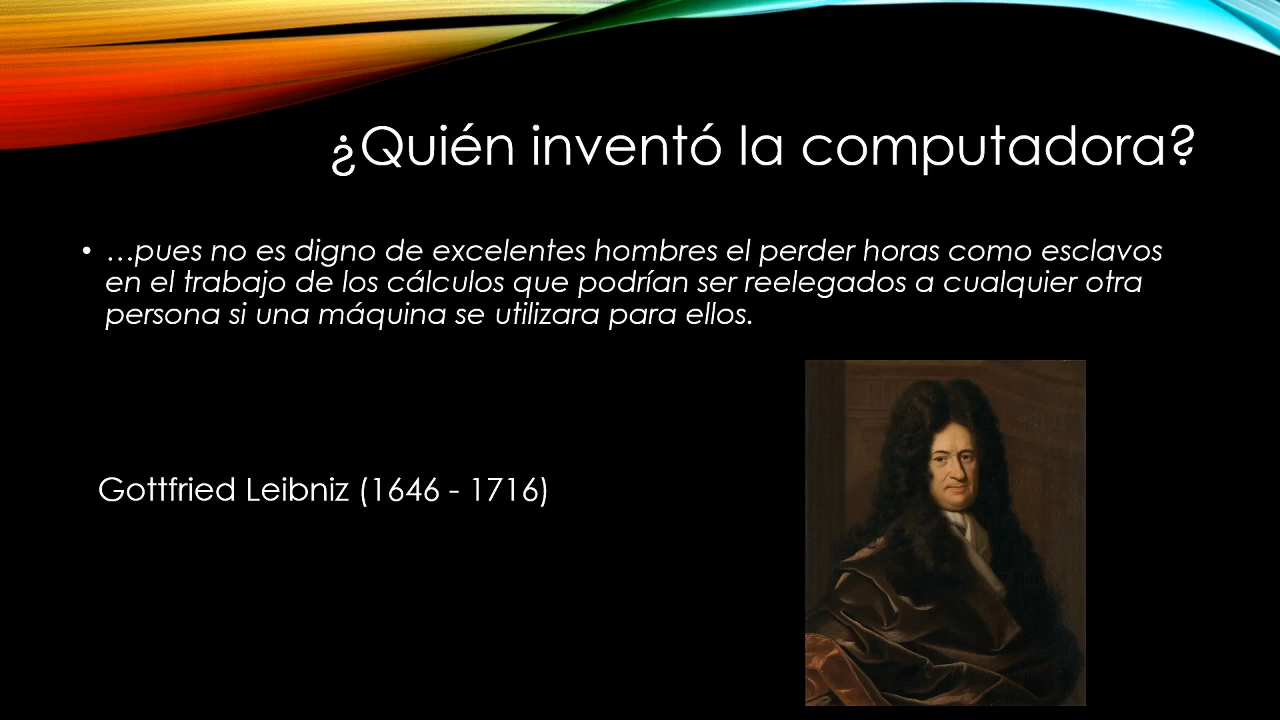 ¿Quién inventó la computadora?
• …pues no es digno de excelentes hombres el perder horas como esclavos
en el trabajo de los cálculos que podrían ser reelegados a cualquier otra
persona si una máquina se utilizara para ellos.
Gottfried Leibniz (1646 - 1716)